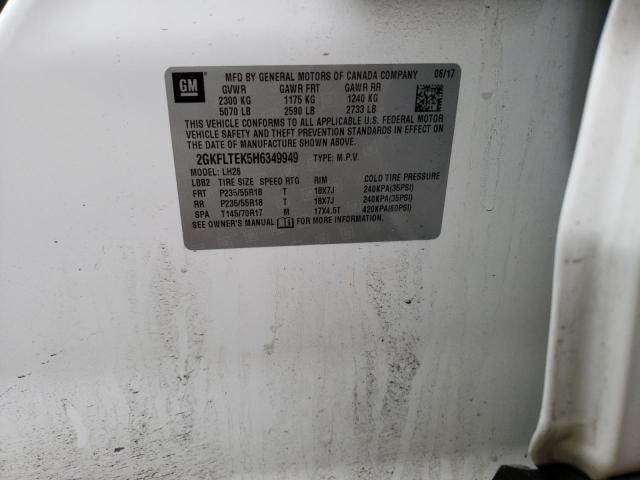 GM
MFD BY GENERAL MOTORS OF CANADA COMPANY 06/17
GVWR GAWR FRT GAWR RR
2300 KG 1175 KG 1240 KG
5070 LB 2590 LB 2733 LB
THIS VEHICLE CONFORMS TO ALL APPLICABLE U.S. FEDERAL MOTOR
VEHICLE SAFETY AND THEFT PREVENTION STANDARDS IN EFFECT ON
THE DATE OF MANUFACTURE SHOWN ABOVE.
2GKFLTEK5H6349949 TYPE: M.P.V.
MODEL: LH26
LBB2 TIRE SIZE SPEED RTG RIM COLD TIRE PRESSURE
FRT P235/55R18 T 18X7J 240KPA(35PSI)
RR P235/55R18 T 18X7J 240KPA(35PSI)
SPA T145/70R17 M 17X4.5T 420KPA(60PSI)
SEE OWNER'S MANUAL FOR MORE INFORMATION.